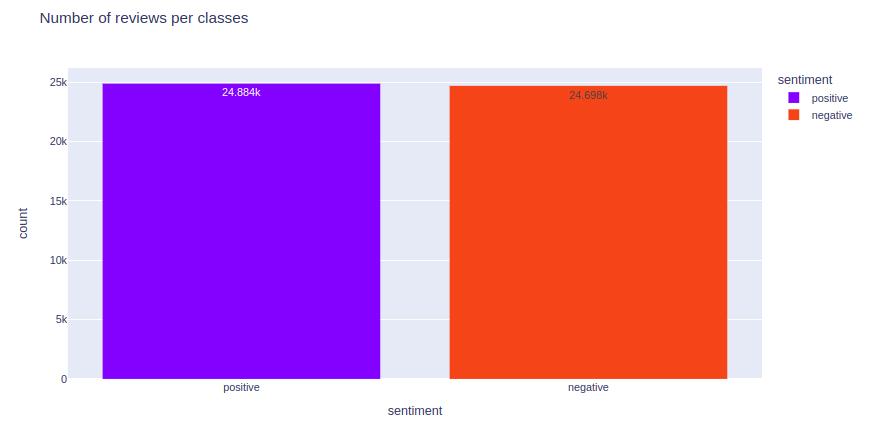 Number of reviews per classes
25k
20k
15k
10k
5k
0
count
24.884k
24.698k
positive
negative
sentiment
sentiment
positive
negative